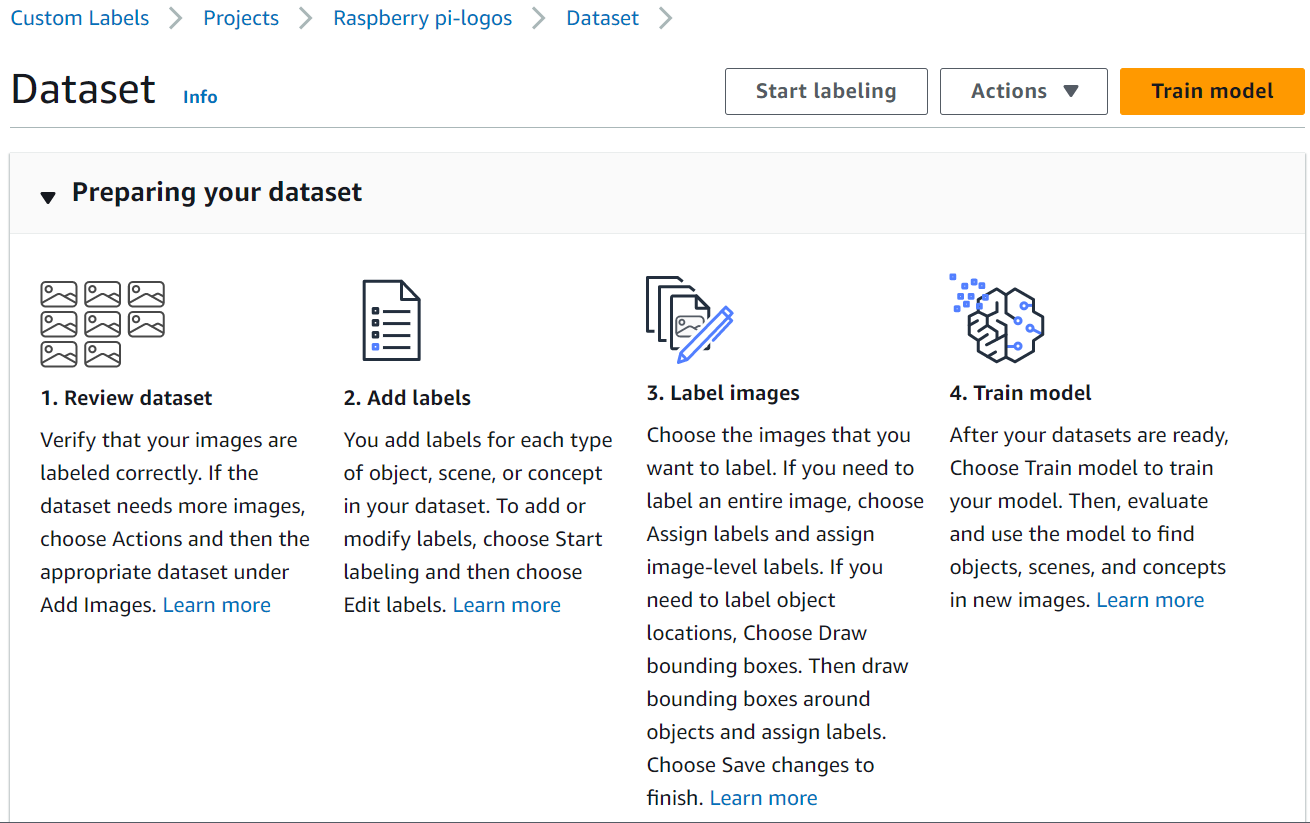 Custom Labels > Projects > Raspberry pi-logos > Dataset >
Dataset Info
Start labeling Actions ▼ Train model
▼ Preparing your dataset
1. Review dataset
Verify that your images are
labeled correctly. If the
dataset needs more images,
choose Actions and then the
appropriate dataset under
Add Images. Learn more
2. Add labels
You add labels for each type
of object, scene, or concept
in your dataset. To add or
modify labels, choose Start
labeling and then choose
Edit labels. Learn more
3. Label images
Choose the images that you
want to label. If you need to
label an entire image, choose
Assign labels and assign
image-level labels. If you
need to label object
locations, Choose Draw
bounding boxes. Then draw
bounding boxes around
objects and assign labels.
Choose Save changes to
finish. Learn more
4. Train model
After your datasets are ready,
Choose Train model to train
your model. Then, evaluate
and use the model to find
objects, scenes, and concepts
in new images. Learn more